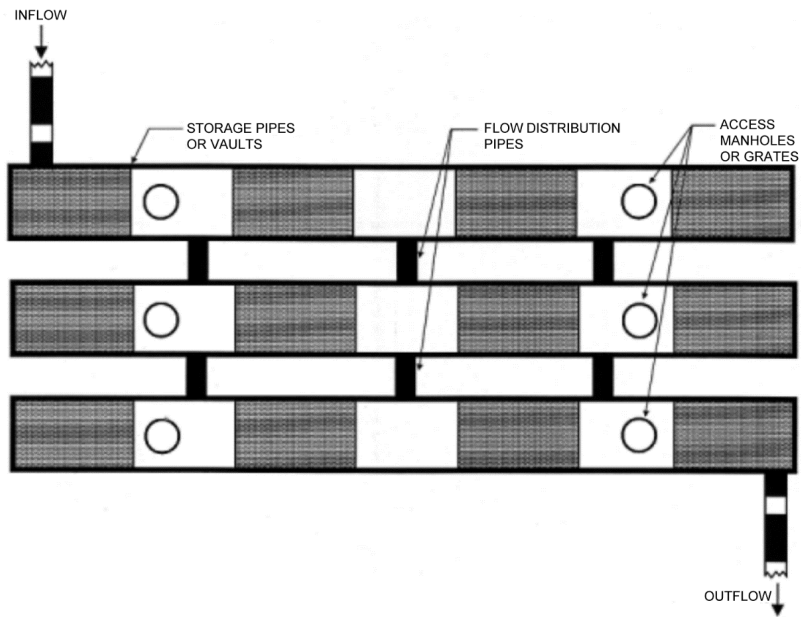 INFLOW
STORAGE PIPES
OR VAULTS
FLOW DISTRIBUTION
PIPES
ACCESS
MANHOLES
OR GRATES
OUTFLOW